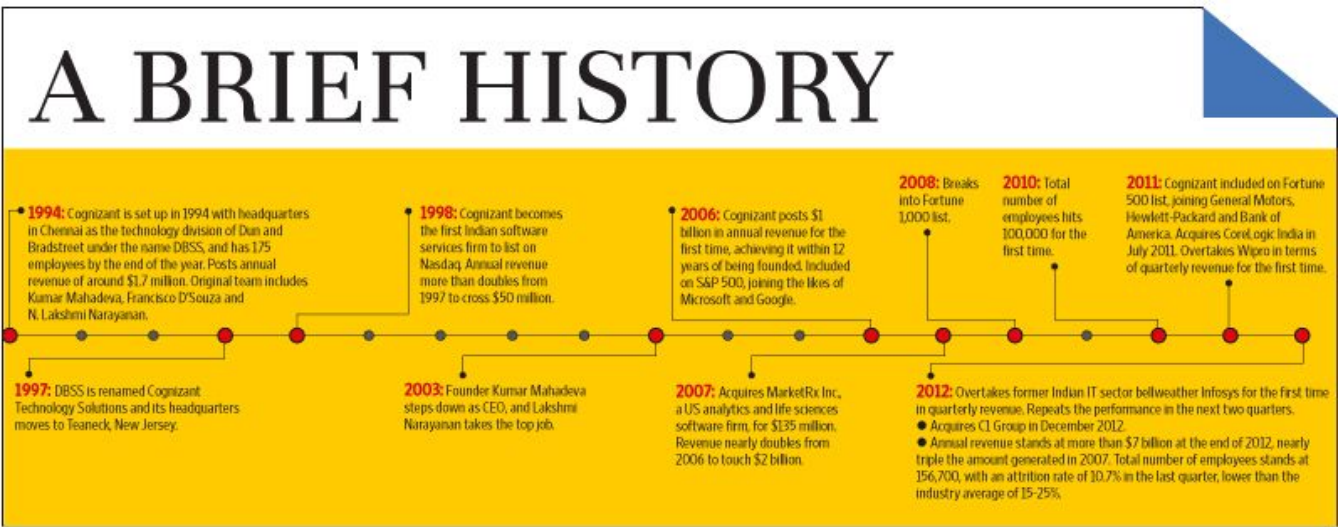 A BRIEF HISTORY
1994: Cognizant is set up in 1994 with headquarters
in Chennai as the technology division of Dun and
Bradstreet under the name DBSS, and has 175
employees by the end of the year. Posts annual
revenue of around $1.7 million. Original team includes
Kumar Mahadeva, Francisco D'Souza and
N. Lakshmi Narayanan.
1997: DBSS is renamed Cognizant
Technology Solutions and its headquarters
moves to Teaneck, New Jersey.
1998: Cognizant becomes
the first Indian software
services firm to list on
Nasdaq. Annual revenue
more than doubles from
1997 to cross $50 million.
2003: Founder Kumar Mahadeva
steps down as CEO, and Lakshmi
Narayanan takes the top job.
2006: Cognizant posts $1
billion in annual revenue for the
first time, achieving it within 12
years of being founded. Included
on S&P 500, joining the likes of
Microsoft and Google.
2007: Acquires MarketRx Inc.,
a US analytics and life sciences
software firm, for $135 million.
Revenue nearly doubles from
2006 to touch $2 billion.
2008: Breaks
into Fortune
1,000 list.
2010: Total
number of
employees hits
100,000 for the
first time.
2011: Cognizant included on Fortune
500 list, joining General Motors,
Hewlett-Packard and Bank of
America. Acquires CoreLogic India in
July 2011. Overtakes Wipro in terms
of quarterly revenue for the first time.
2012: Overtakes former Indian IT sector bellweather Infosys for the first time
in quarterly revenue. Repeats the performance in the next two quarters.
● Acquires C1 Group in December 2012.
● Annual revenue stands at more than $7 billion at the end of 2012, nearly
triple the amount generated in 2007. Total number of employees stands at
156,700, with an attrition rate of 10.7% in the last quarter, lower than the
industry average of 15-25%.